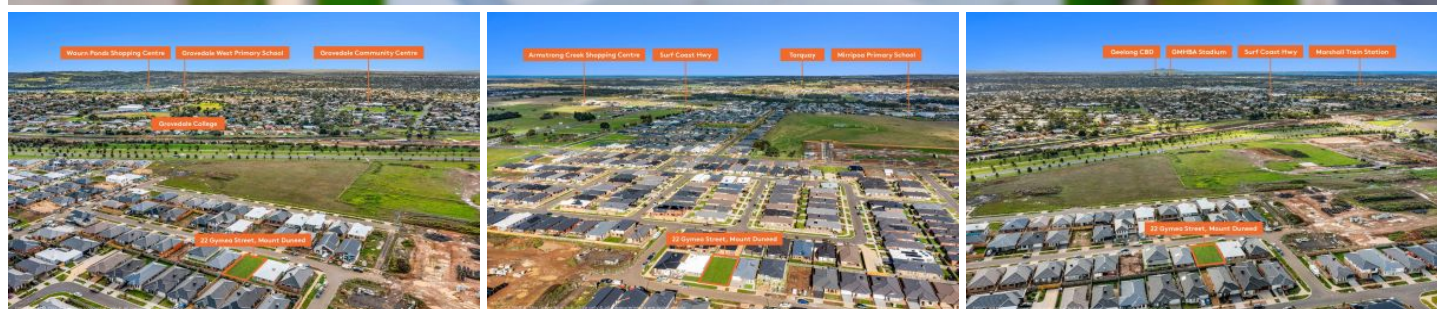 Waurn Ponds Shopping Centre
Grovedale West Primary School
Grovedale Community Centre
Grovedale College
22 Gymea Street, Mount Duneed
Armstrong Creek Shopping Centre
Surf Coast Hwy
Torquay
Mirripoa Primary School
22 Gymea Street, Mount Duneed
Geelong CBD
GMHBA Stadium
Surf Coast Hwy
Marshall Train Station
22 Gymea Street, Mount Duneed